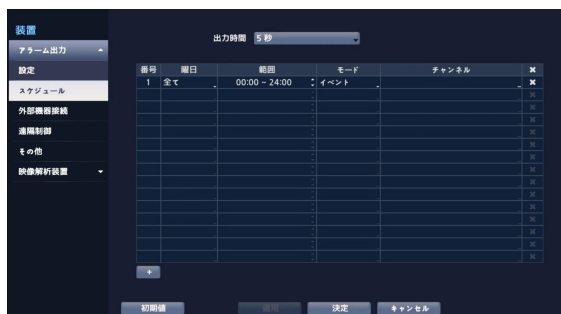 装置
アラーム出力
設定
スケジュール
外部機器接続
遠隔制御
その他
映像解析装置
出力時間 5 秒
番号 曜日 範囲 モード チャンネル
1 全て 00:00 ~ 24:00 イベント
+
初期値 適用 決定 キャンセル